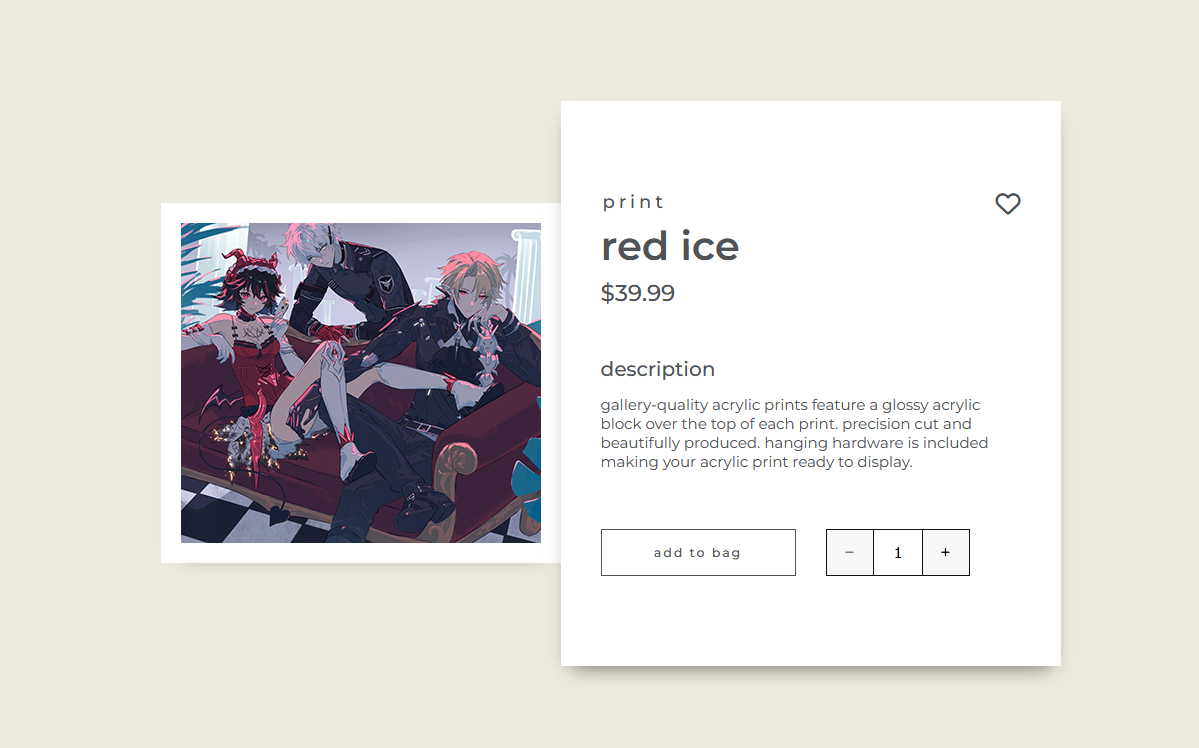 print
red ice
$39.99
description
gallery-quality acrylic prints feature a glossy acrylic
block over the top of each print. precision cut and
beautifully produced. hanging hardware is included
making your acrylic print ready to display.
add to bag − 1 +